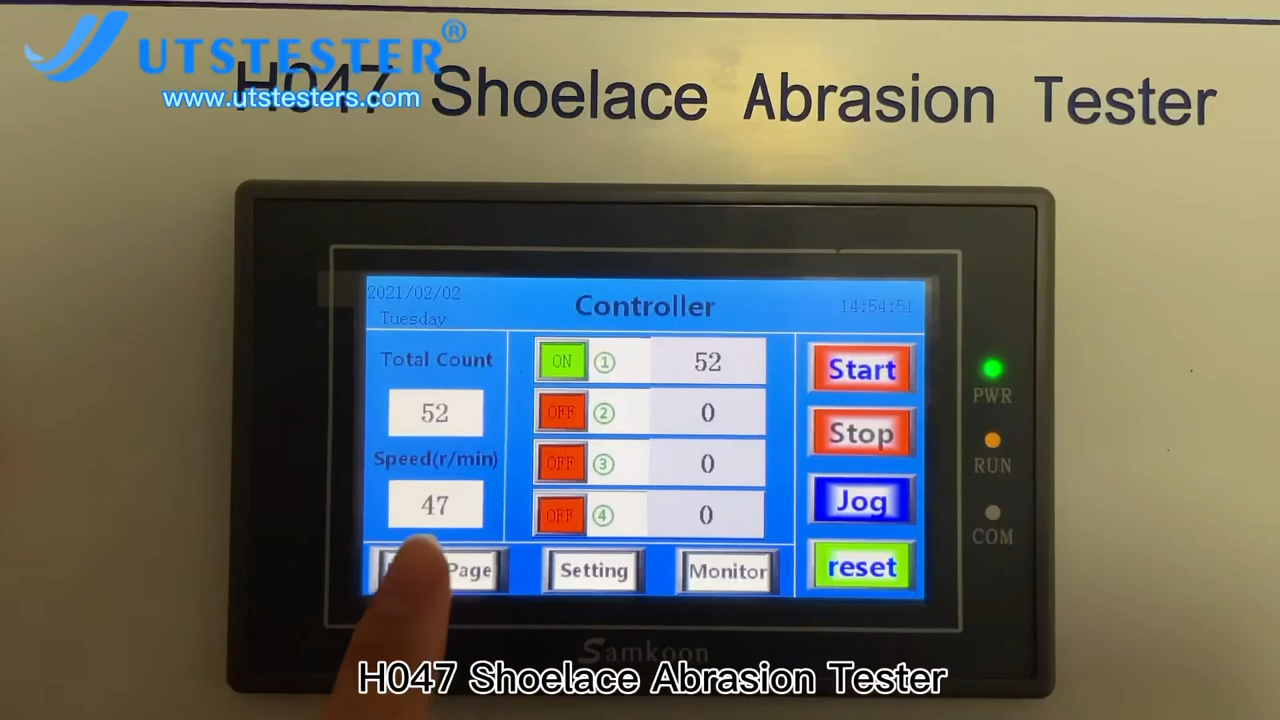 UTSTESTER®
www.utstesters.com
H047 Shoelace Abrasion Tester
2021/02/02
Tuesday
Controller
14:54:51
Total Count
52
Speed(r/min)
47
ON 1 52
OFF 2 0
OFF 3 0
OFF 4 0
Start
Stop
Jog
reset
Page
Setting
Monitor
PWR
RUN
COM
Samkoon
H047 Shoelace Abrasion Tester